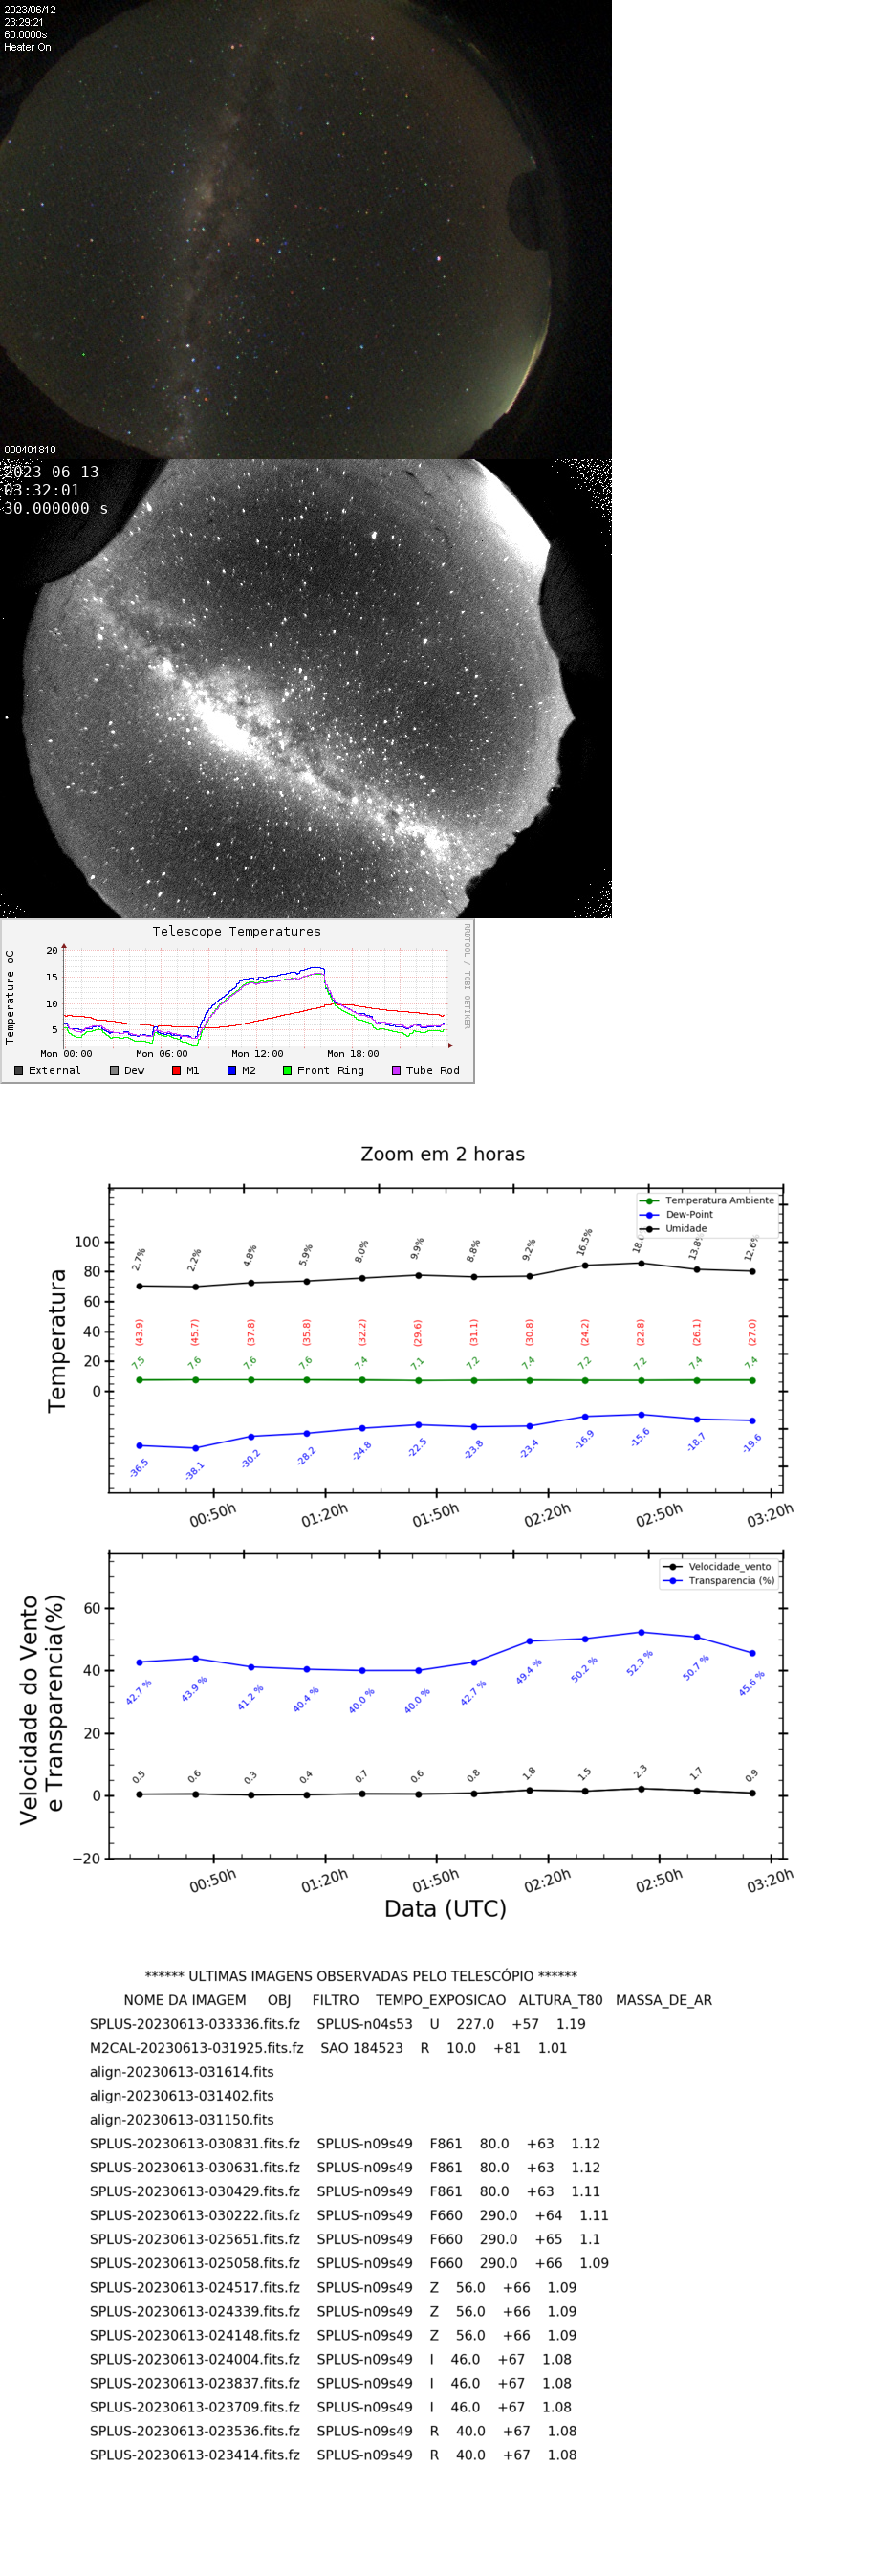 2023/06/12
23:29:21
60.0000s
Heater On
000401810
2023-06-13
03:32:01
30.000000 s
Telescope Temperatures
RRDTOOL / TOBI OETIKER
Temperature oC
20
15
10
5
Mon 00:00 Mon 06:00 Mon 12:00 Mon 18:00
External Dew M1 M2 Front Ring Tube Rod
Zoom em 2 horas
Temperatura Ambiente
Dew-Point
Umidade
Temperatura
100
80
60
40
20
0
2.7% 2.2% 4.8% 5.9% 8.0% 9.9% 8.8% 9.2% 16.5% 13.8% 12.6%
(43.9) (45.7) (37.8) (35.8) (32.2) (29.6) (31.1) (30.8) (24.2) (22.8) (26.1) (27.0)
7.5 7.6 7.6 7.6 7.4 7.1 7.2 7.4 7.2 7.2 7.4 7.4
-36.5 -38.1 -30.2 -28.2 -24.8 -22.5 -23.8 -23.4 -16.9 -15.6 -18.7 -19.6
00:50h 01:20h 01:50h 02:20h 02:50h 03:20h
Velocidade_vento
Transparencia (%)
Velocidade do Vento
e Transparencia(%)
60
40
20
0
−20
42.7 % 43.9 % 41.2 % 40.4 % 40.0 % 40.0 % 42.7 % 49.4 % 50.2 % 52.3 % 50.7 % 45.6 %
0.5 0.6 0.3 0.4 0.7 0.6 0.8 1.8 1.5 2.3 1.7 0.9
00:50h 01:20h 01:50h 02:20h 02:50h 03:20h
Data (UTC)
****** ULTIMAS IMAGENS OBSERVADAS PELO TELESCÓPIO ******
NOME DA IMAGEM OBJ FILTRO TEMPO_EXPOSICAO ALTURA_T80 MASSA_DE_AR
SPLUS-20230613-033336.fits.fz SPLUS-n04s53 U 227.0 +57 1.19
M2CAL-20230613-031925.fits.fz SAO 184523 R 10.0 +81 1.01
align-20230613-031614.fits
align-20230613-031402.fits
align-20230613-031150.fits
SPLUS-20230613-030831.fits.fz SPLUS-n09s49 F861 80.0 +63 1.12
SPLUS-20230613-030631.fits.fz SPLUS-n09s49 F861 80.0 +63 1.12
SPLUS-20230613-030429.fits.fz SPLUS-n09s49 F861 80.0 +63 1.11
SPLUS-20230613-030222.fits.fz SPLUS-n09s49 F660 290.0 +64 1.11
SPLUS-20230613-025651.fits.fz SPLUS-n09s49 F660 290.0 +65 1.1
SPLUS-20230613-025058.fits.fz SPLUS-n09s49 F660 290.0 +66 1.09
SPLUS-20230613-024517.fits.fz SPLUS-n09s49 Z 56.0 +66 1.09
SPLUS-20230613-024339.fits.fz SPLUS-n09s49 Z 56.0 +66 1.09
SPLUS-20230613-024148.fits.fz SPLUS-n09s49 Z 56.0 +66 1.09
SPLUS-20230613-024004.fits.fz SPLUS-n09s49 I 46.0 +67 1.08
SPLUS-20230613-023837.fits.fz SPLUS-n09s49 I 46.0 +67 1.08
SPLUS-20230613-023709.fits.fz SPLUS-n09s49 I 46.0 +67 1.08
SPLUS-20230613-023536.fits.fz SPLUS-n09s49 R 40.0 +67 1.08
SPLUS-20230613-023414.fits.fz SPLUS-n09s49 R 40.0 +67 1.08